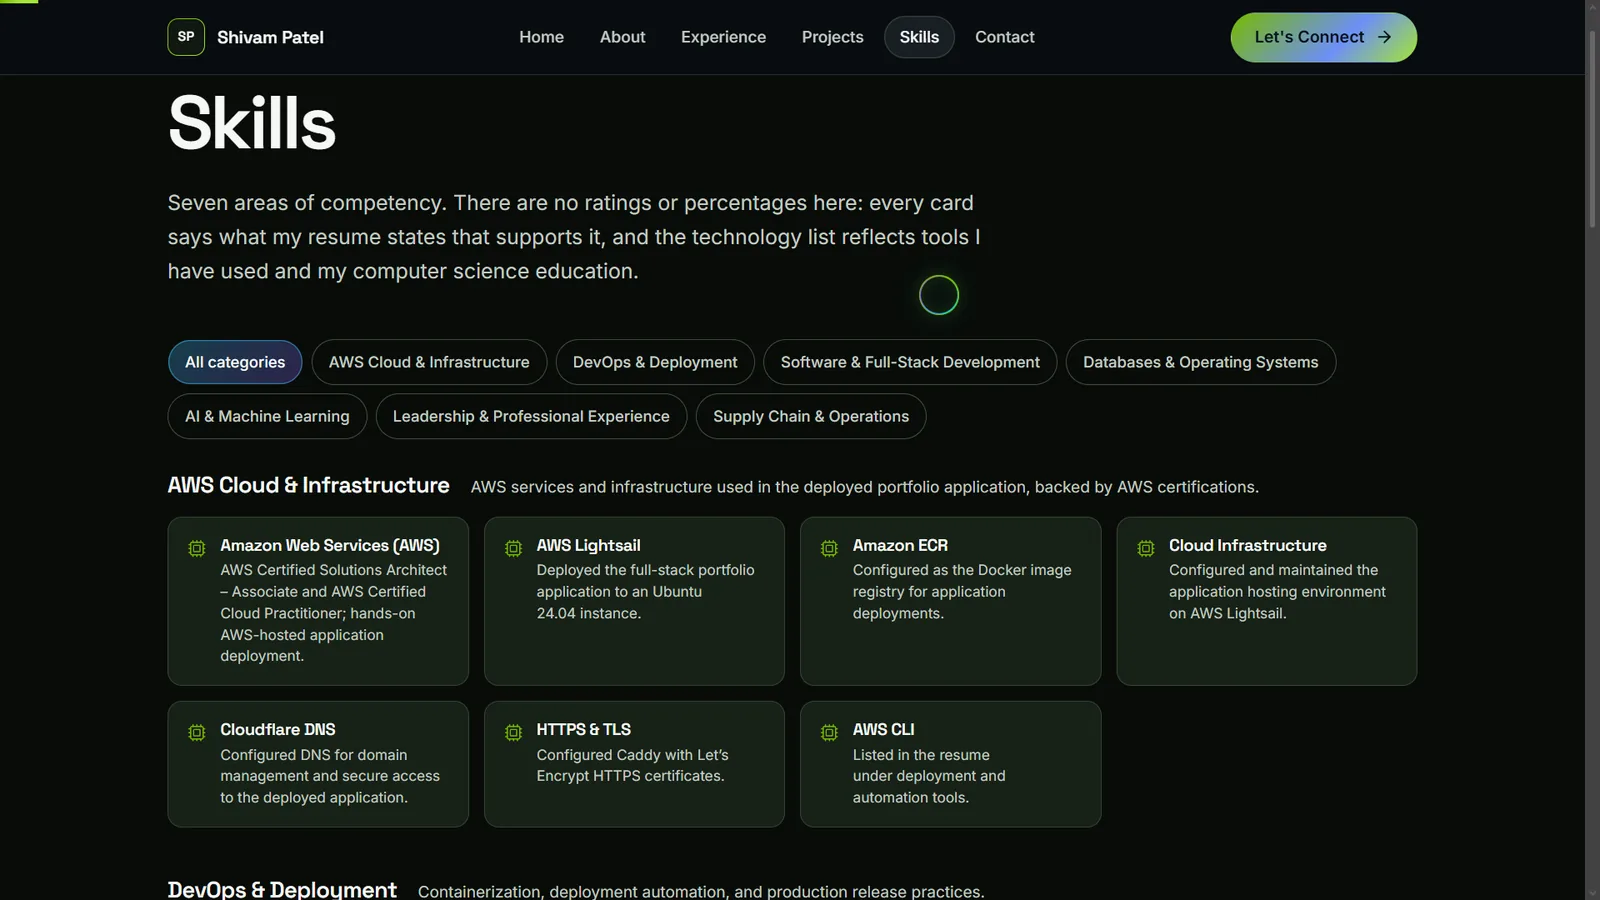 SP
Shivam Patel
Home
About
Experience
Projects
Skills
Contact
Let's Connect →
Skills
Seven areas of competency. There are no ratings or percentages here: every card
says what my resume states that supports it, and the technology list reflects tools I
have used and my computer science education.
All categories
AWS Cloud & Infrastructure
DevOps & Deployment
Software & Full-Stack Development
Databases & Operating Systems
AI & Machine Learning
Leadership & Professional Experience
Supply Chain & Operations
AWS Cloud & Infrastructure
AWS services and infrastructure used in the deployed portfolio application, backed by AWS certifications.
Amazon Web Services (AWS)
AWS Certified Solutions Architect
– Associate and AWS Certified
Cloud Practitioner; hands-on
AWS-hosted application
deployment.
AWS Lightsail
Deployed the full-stack portfolio
application to an Ubuntu
24.04 instance.
Amazon ECR
Configured as the Docker image
registry for application
deployments.
Cloud Infrastructure
Configured and maintained the
application hosting environment
on AWS Lightsail.
Cloudflare DNS
Configured DNS for domain
management and secure access
to the deployed application.
HTTPS & TLS
Configured Caddy with Let’s
Encrypt HTTPS certificates.
AWS CLI
Listed in the resume
under deployment and
automation tools.
DevOps & Deployment
Containerization, deployment automation, and production release practices.